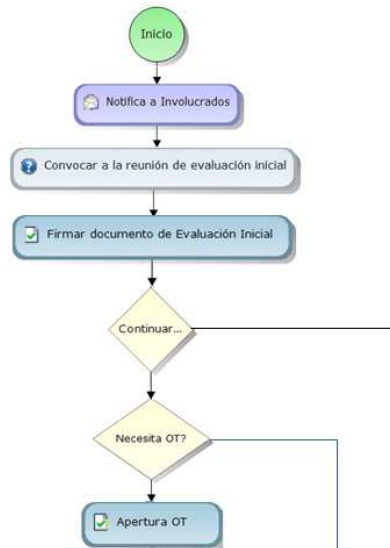 Inicio
Notifica a Involucrados
Convocar a la reunión de evaluación inicial
Firmar documento de Evaluación Inicial
Continuar...
Necesita OT?
Apertura OT